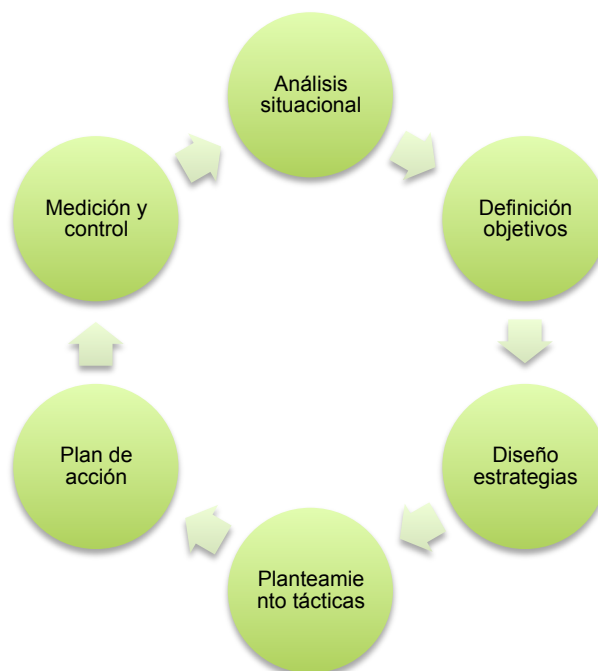 Análisis
situacional
Definición
objetivos
Diseño
estrategias
Planteamie
nto tácticas
Plan de
acción
Medición y
control